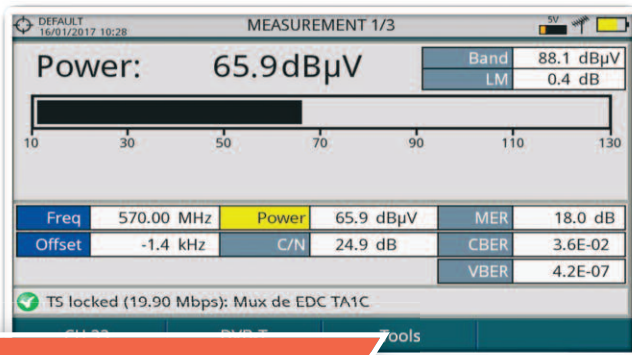 DEFAULT
16/01/2017 10:28
MEASUREMENT 1/3
5V
Power: 65.9dBµV
Band 88.1 dBµV
LM 0.4 dB
10 30 50 70 90 110 130
Freq 570.00 MHz Power 65.9 dBµV MER 18.0 dB
Offset -1.4 kHz C/N 24.9 dB CBER 3.6E-02
VBER 4.2E-07
TS locked (19.90 Mbps): Mux de EDC TA1C
Tools